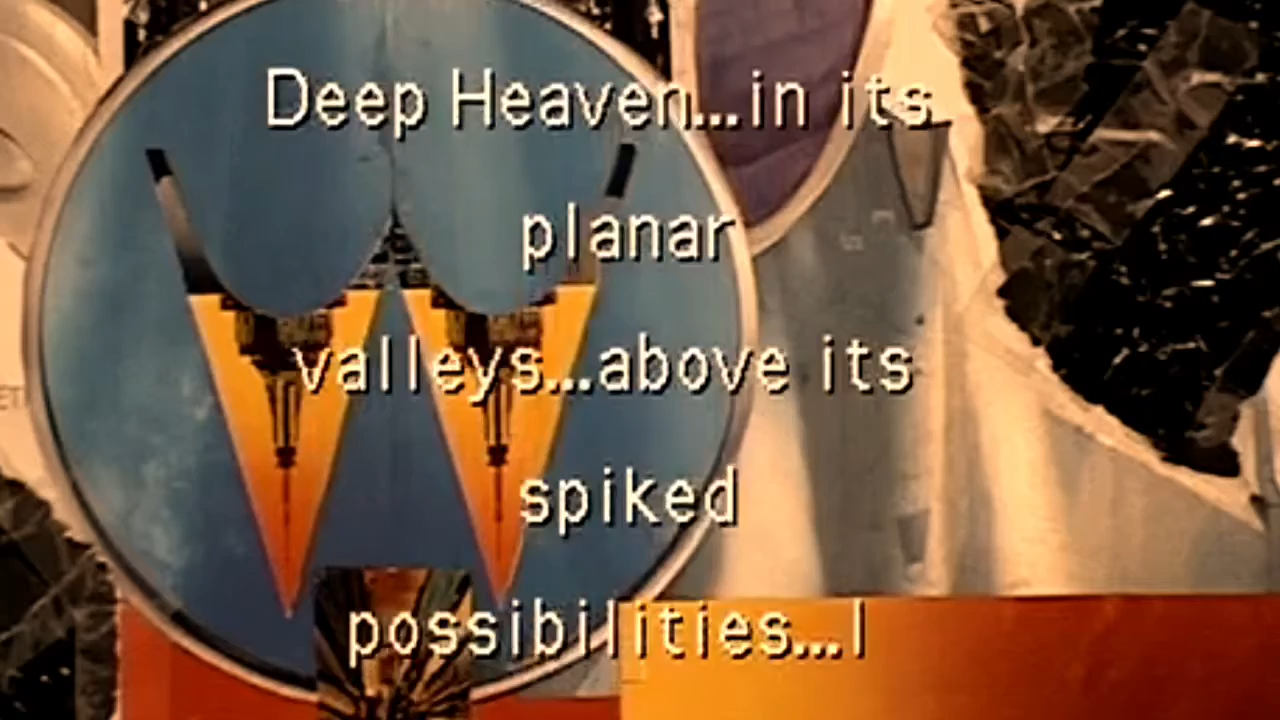 Deep Heaven...in its
planar
valleys...above its
spiked
possibilities...I